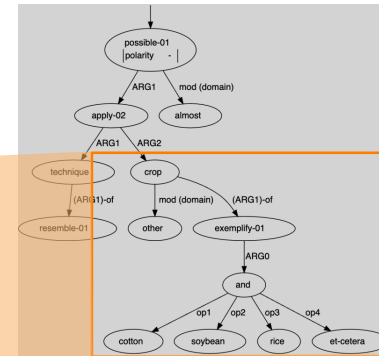 possible-01
polarity -
ARG1 mod (domain)
apply-02 almost
ARG1 ARG2
technique crop
(ARG1)-of mod (domain) (ARG1)-of
resemble-01 other exemplify-01
ARG0
and
op1 op2 op3 op4
cotton soybean rice et-cetera